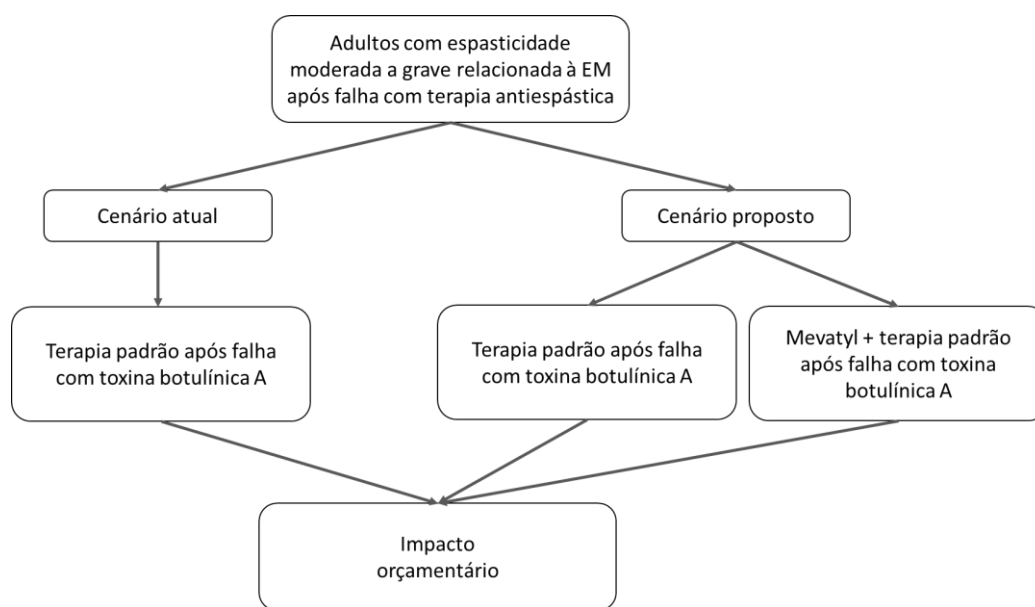 Adultos com espasticidade
moderada a grave relacionada à EM
após falha com terapia antiespástica
Cenário atual
Cenário proposto
Terapia padrão após falha
com toxina botulínica A
Terapia padrão após falha
com toxina botulínica A
Mevatyl + terapia padrão
após falha com toxina
botulínica A
Impacto
orçamentário